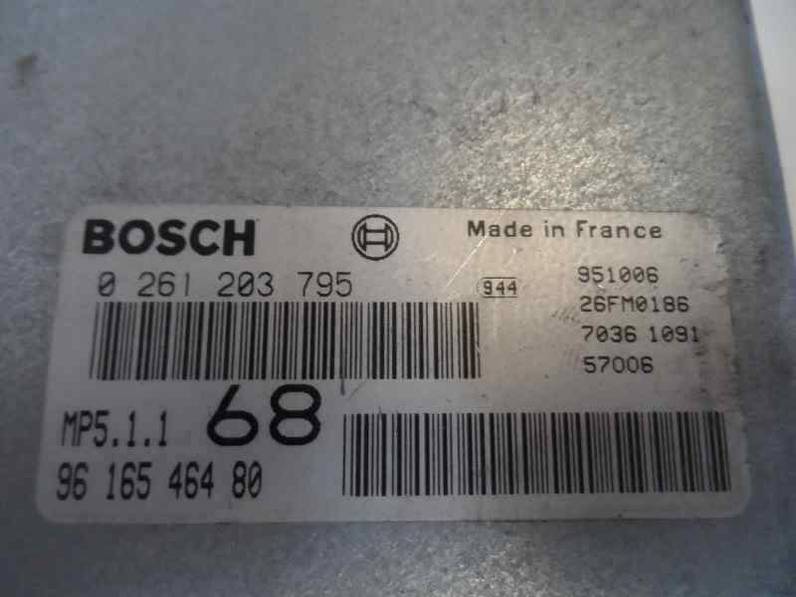 BOSCH Made in France
0 261 203 795 944 951006
26FM0186
7036 1091
57006
MP5.1.1 68
96 165 464 80